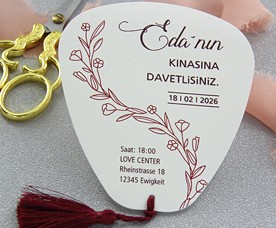 Eda'nın
KINASINA
DAVETLİSİNİZ.
18 | 02 | 2026
Saat: 18:00
LOVE CENTER
Rheinstrasse 18
12345 Ewigkeit